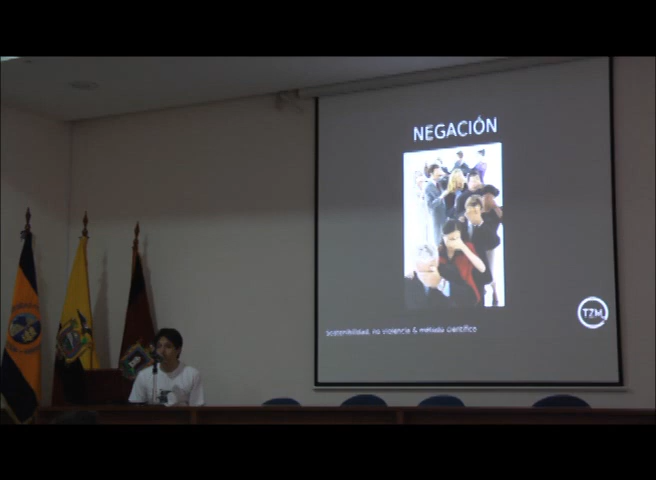 NEGACIÓN
sostenibilidad, no violencia & método científico
TZM